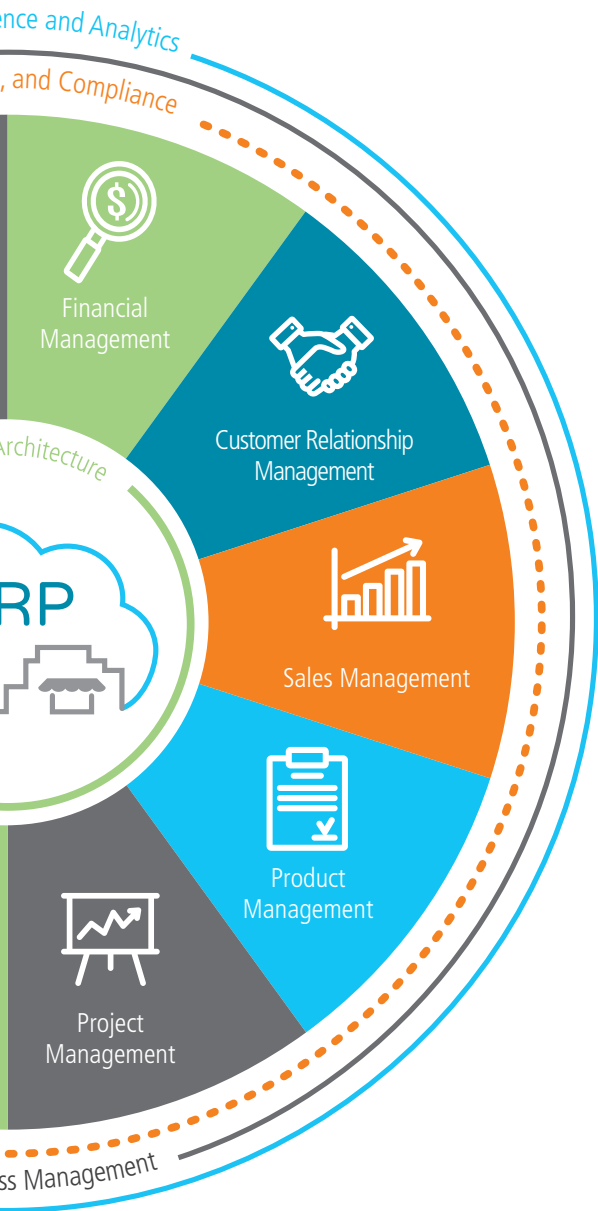 ence and Analytics
, and Compliance
$
Financial
Management
Customer Relationship
Management
Architecture
RP
Sales Management
Product
Management
Project
Management
ss Management